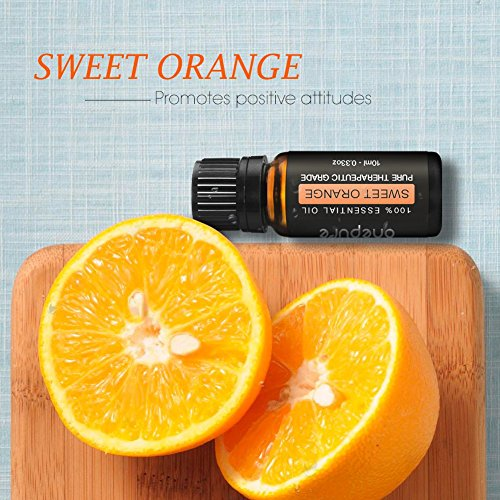 SWEET ORANGE
Promotes positive attitudes
onepure
100% ESSENTIAL OIL
SWEET ORANGE
PURE THERAPEUTIC GRADE
10ml - 0.33oz